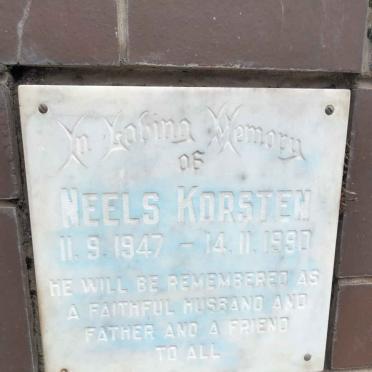 In Loving Memory
OF
NEELS KORSTEN
11.9.1947 - 14.11.1990
HE WILL BE REMEMBERED AS
A FAITHFUL HUSBAND AND
FATHER AND A FRIEND
TO ALL